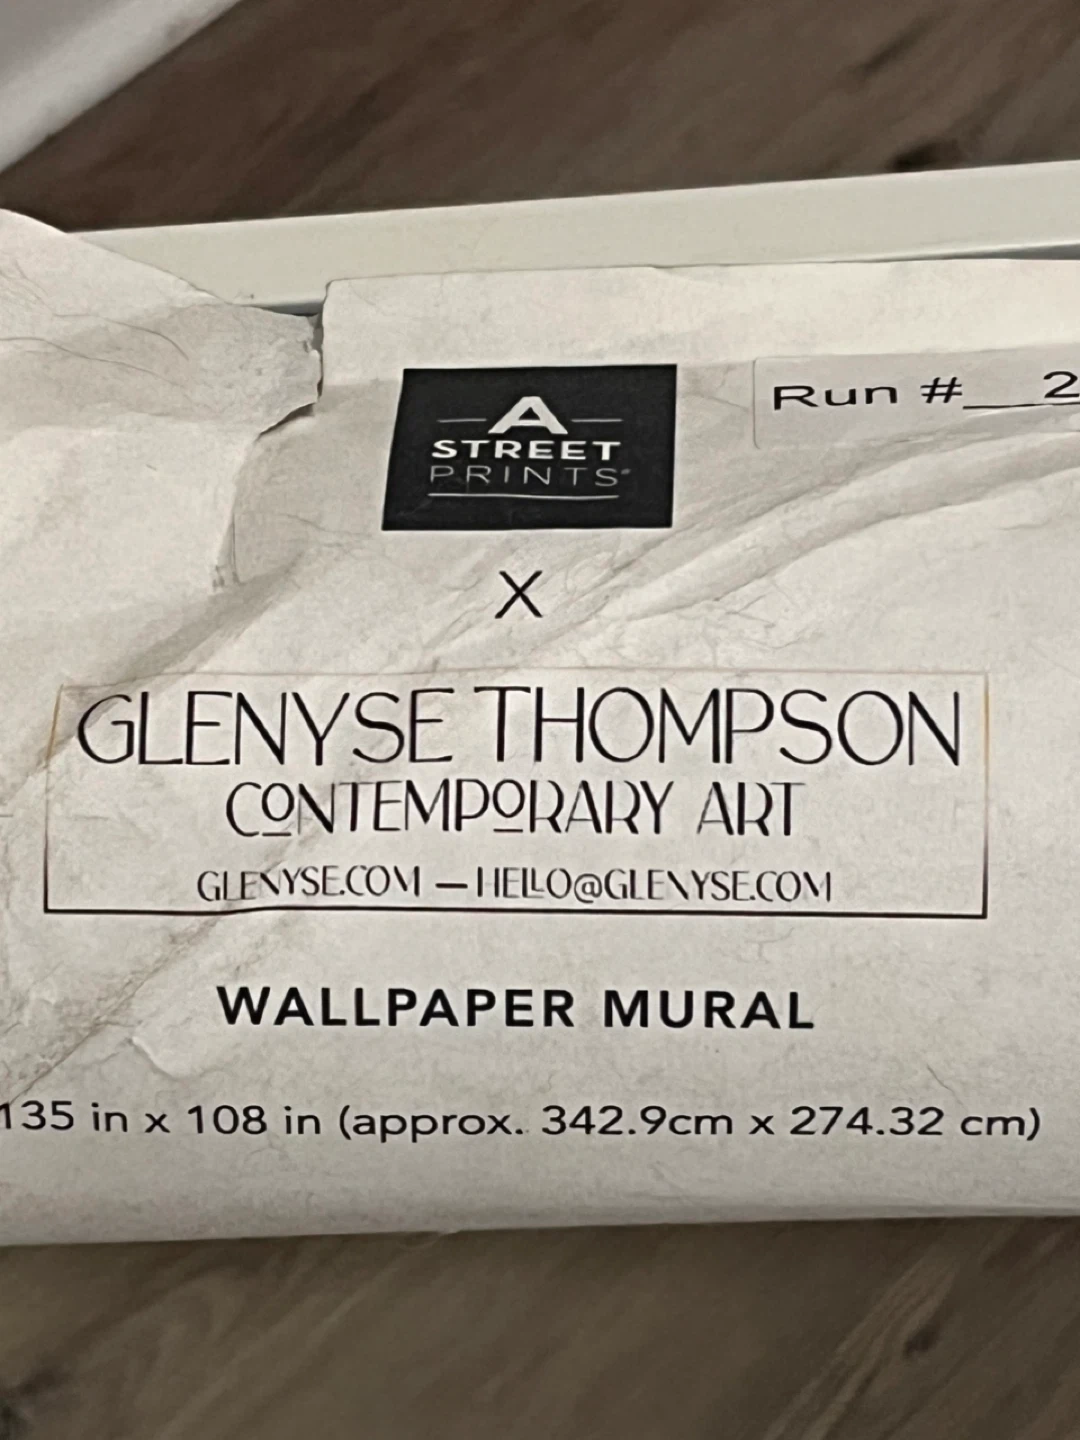 A
STREET
PRINTS®
Run #__2
X
GLENYSE THOMPSON
CONTEMPORARY ART
GLENYSE.COM — HELLO@GLENYSE.COM
WALLPAPER MURAL
135 in x 108 in (approx. 342.9cm x 274.32 cm)